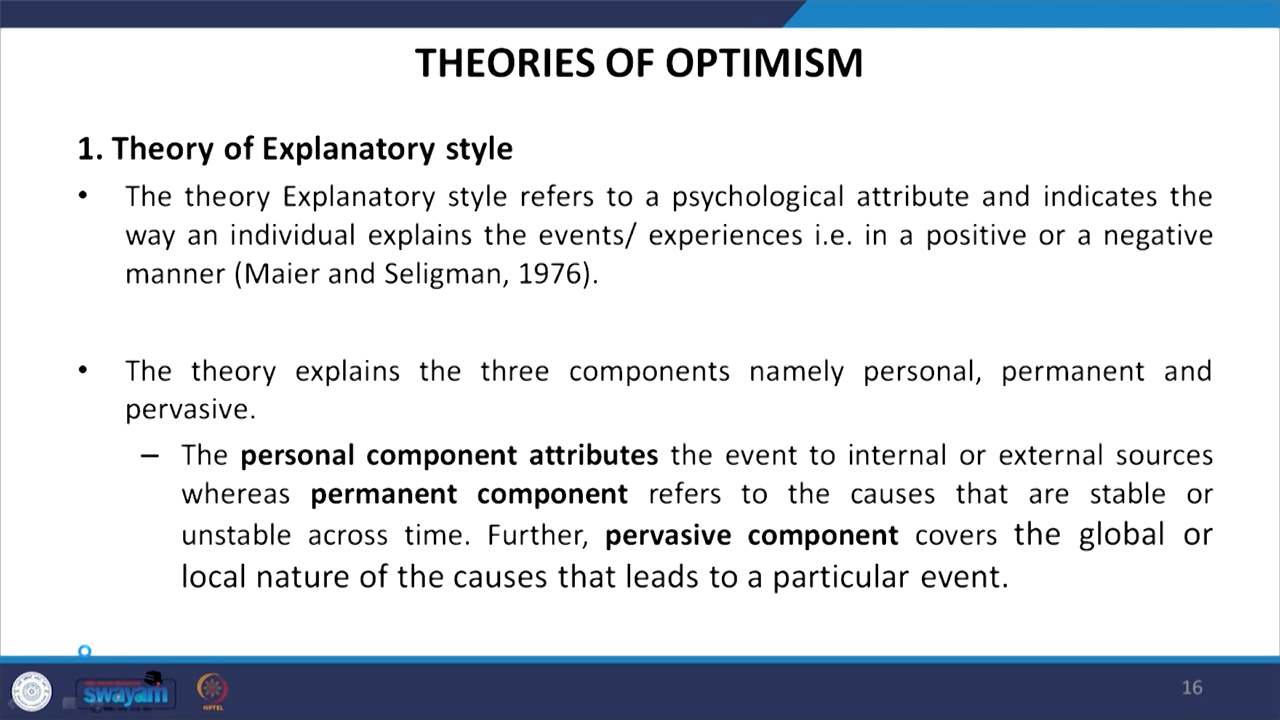 THEORIES OF OPTIMISM
1. Theory of Explanatory style
• The theory Explanatory style refers to a psychological attribute and indicates the
way an individual explains the events/ experiences i.e. in a positive or a negative
manner (Maier and Seligman, 1976).
• The theory explains the three components namely personal, permanent and
pervasive.
– The personal component attributes the event to internal or external sources
whereas permanent component refers to the causes that are stable or
unstable across time. Further, pervasive component covers the global or
local nature of the causes that leads to a particular event.
swayam
NPTEL
16